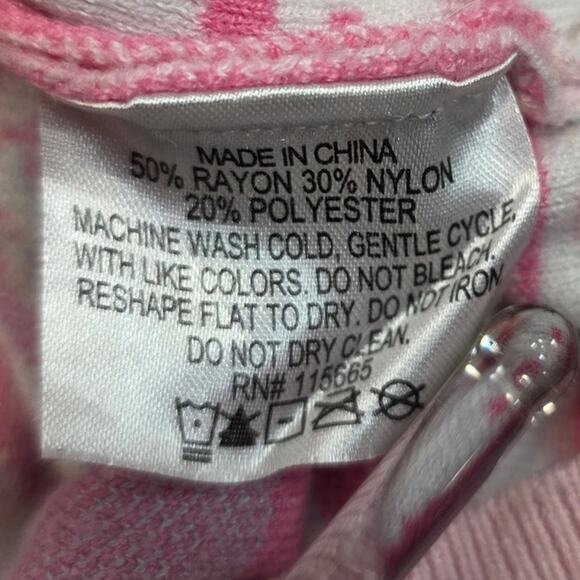 MADE IN CHINA
50% RAYON 30% NYLON
20% POLYESTER
MACHINE WASH COLD, GENTLE CYCLE,
WITH LIKE COLORS. DO NOT BLEACH.
RESHAPE FLAT TO DRY. DO NOT IRON
DO NOT DRY CLEAN.
RN# 115665